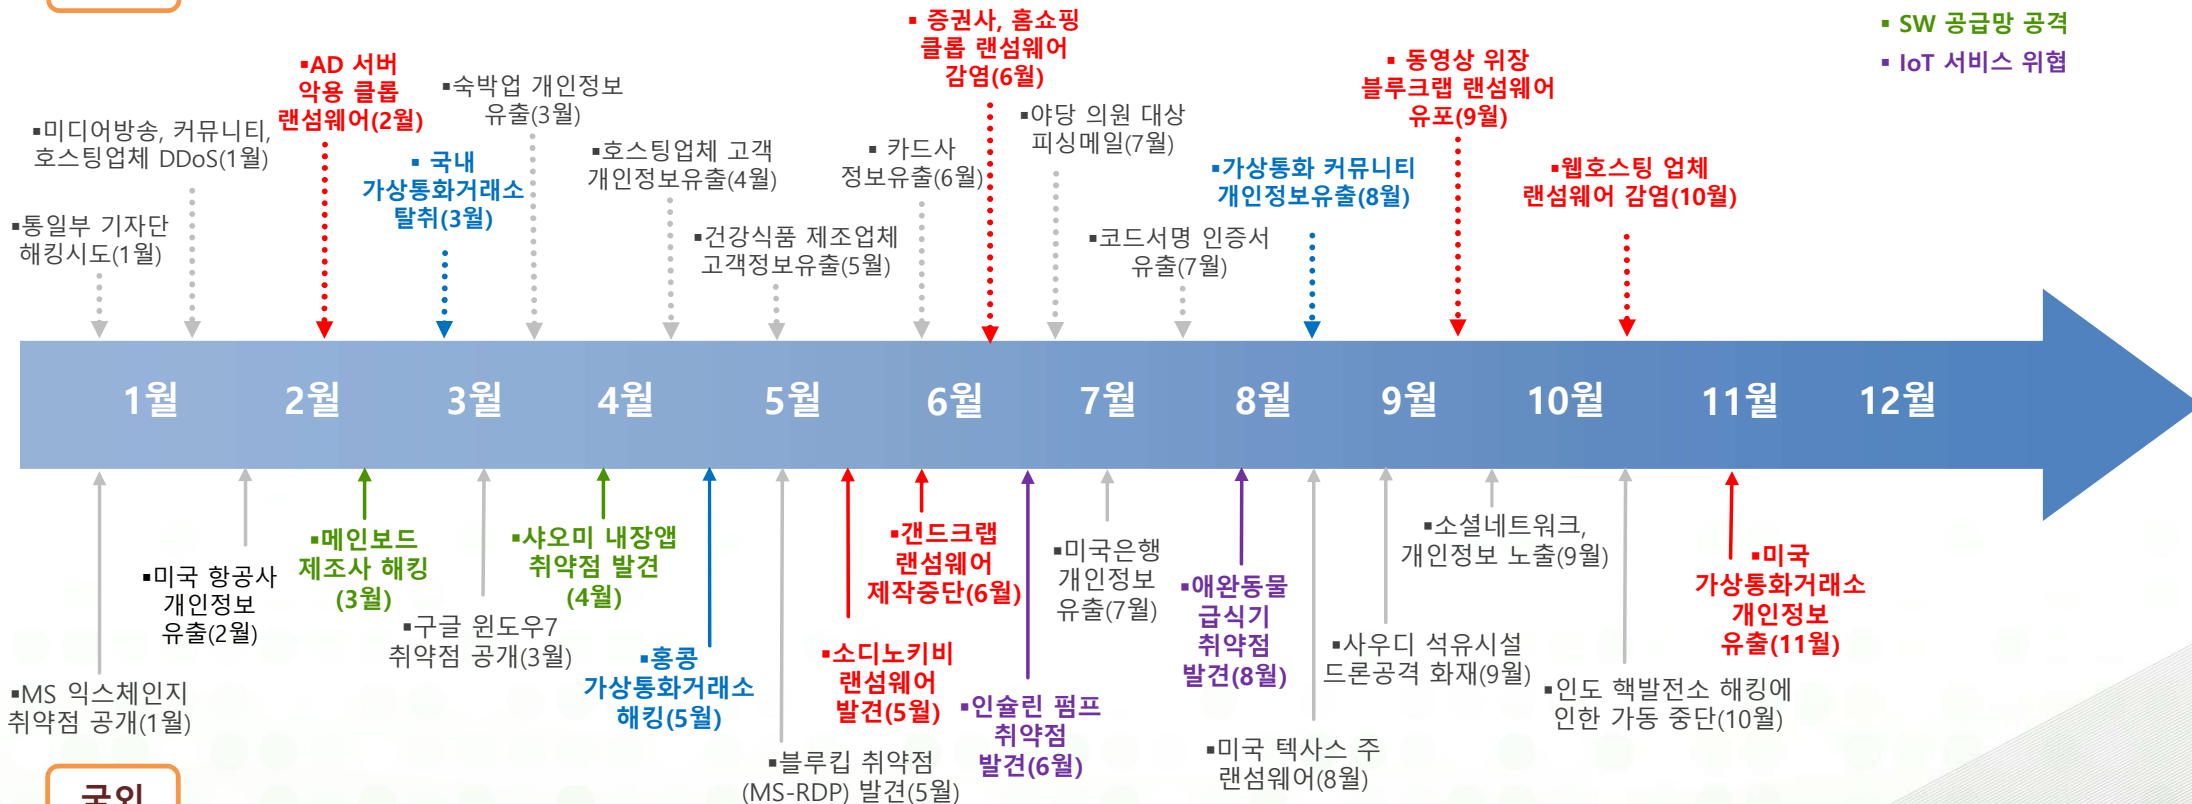 ▪ SW 공급망 공격
▪ IoT 서비스 위협
▪통일부 기자단
해킹시도(1월)
▪미디어방송, 커뮤니티,
호스팅업체 DDoS(1월)
▪AD 서버
악용 클롭
랜섬웨어(2월)
▪ 국내
가상통화거래소
탈취(3월)
▪숙박업 개인정보
유출(3월)
▪호스팅업체 고객
개인정보유출(4월)
▪건강식품 제조업체
고객정보유출(5월)
▪ 카드사
정보유출(6월)
▪ 증권사, 홈쇼핑
클롭 랜섬웨어
감염(6월)
▪야당 의원 대상
피싱메일(7월)
▪코드서명 인증서
유출(7월)
▪가상통화 커뮤니티
개인정보유출(8월)
▪ 동영상 위장
블루크랩 랜섬웨어
유포(9월)
▪웹호스팅 업체
랜섬웨어 감염(10월)
1월 2월 3월 4월 5월 6월 7월 8월 9월 10월 11월 12월
▪MS 익스체인지
취약점 공개(1월)
▪미국 항공사
개인정보
유출(2월)
▪메인보드
제조사 해킹
(3월)
▪구글 윈도우7
취약점 공개(3월)
▪샤오미 내장앱
취약점 발견
(4월)
▪홍콩
가상통화거래소
해킹(5월)
▪블루킵 취약점
(MS-RDP) 발견(5월)
▪소디노키비
랜섬웨어
발견(5월)
▪갠드크랩
랜섬웨어
제작중단(6월)
▪인슐린 펌프
취약점
발견(6월)
▪미국은행
개인정보
유출(7월)
▪애완동물
급식기
취약점
발견(8월)
▪미국 텍사스 주
랜섬웨어(8월)
▪사우디 석유시설
드론공격 화재(9월)
▪소셜네트워크,
개인정보 노출(9월)
▪인도 핵발전소 해킹에
인한 가동 중단(10월)
▪미국
가상통화거래소
개인정보
유출(11월)
국외